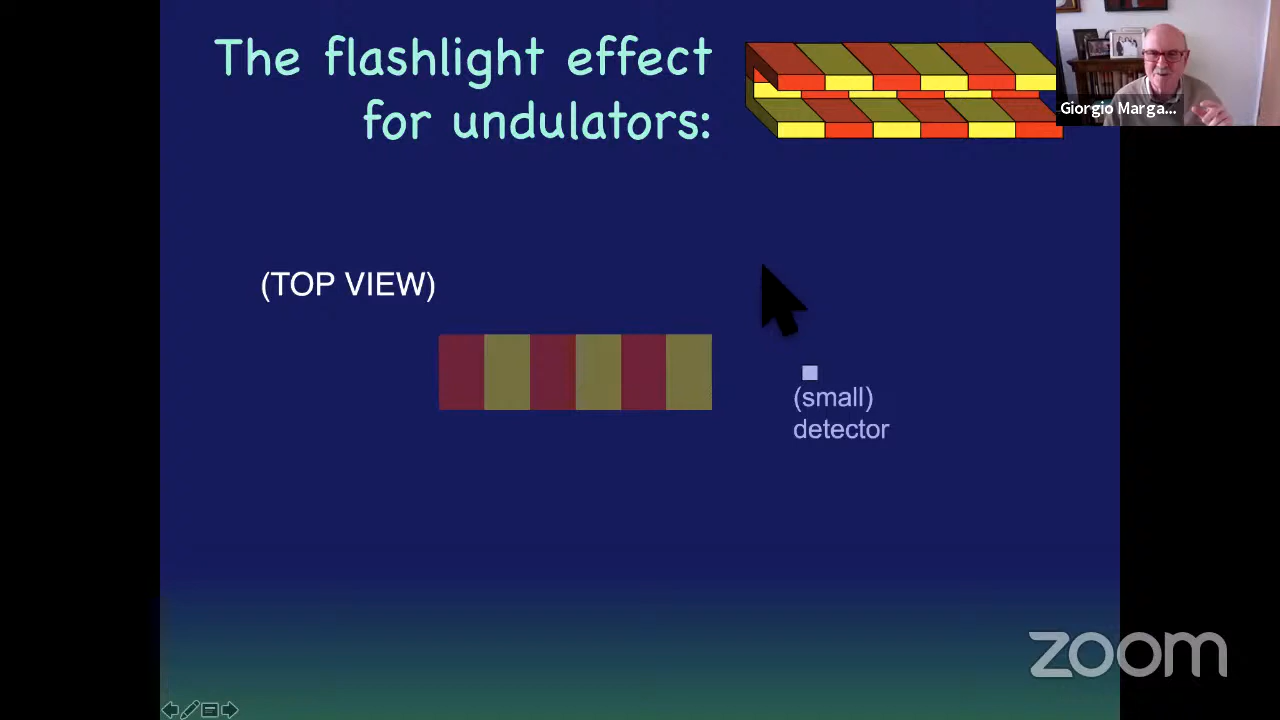 The flashlight effect
for undulators:
Giorgio Marga...
(TOP VIEW)
(small)
detector
zoom